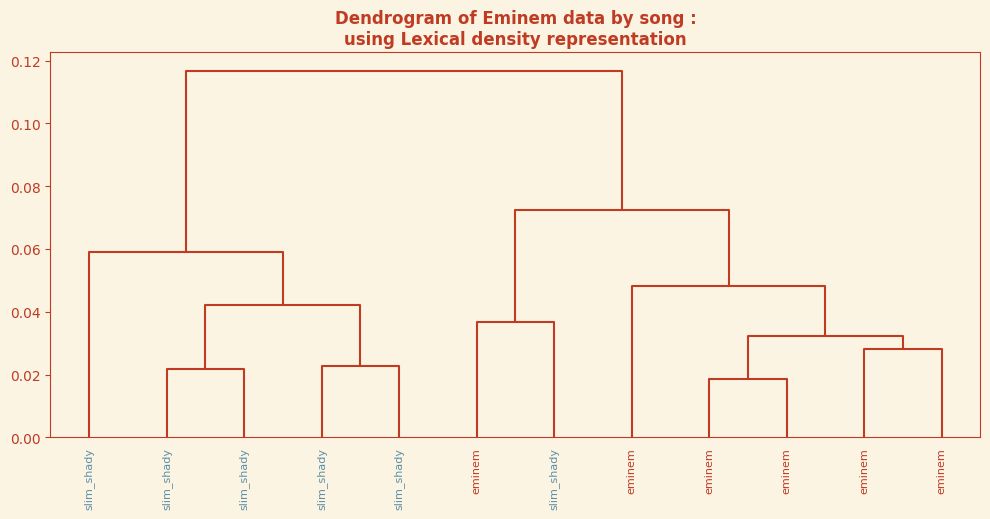 Dendrogram of Eminem data by song :
using Lexical density representation
0.12
0.10
0.08
0.06
0.04
0.02
0.00
slim_shady
slim_shady
slim_shady
slim_shady
slim_shady
eminem
slim_shady
eminem
eminem
eminem
eminem
eminem